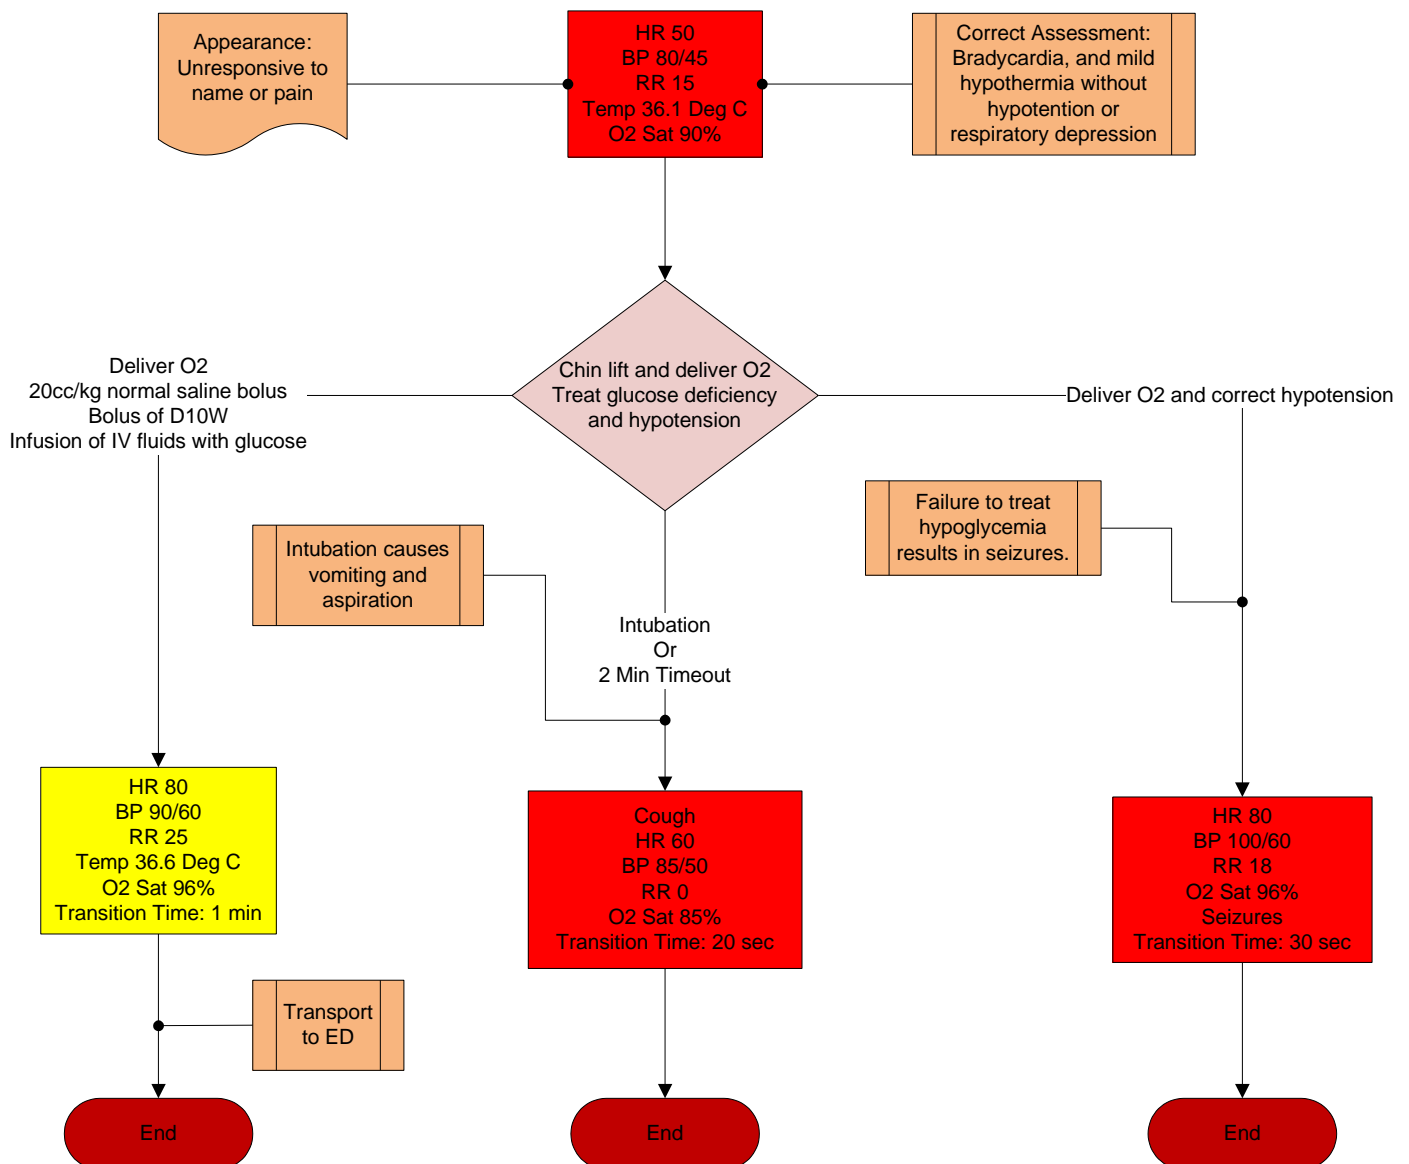 Appearance:
Unresponsive to
name or pain
HR 50
BP 80/45
RR 15
Temp 36.1 Deg C
O2 Sat 90%
Correct Assessment:
Bradycardia, and mild
hypothermia without
hypotention or
respiratory depression
Chin lift and deliver O2
Treat glucose deficiency
and hypotension
Deliver O2
20cc/kg normal saline bolus
Bolus of D10W
Infusion of IV fluids with glucose
Deliver O2 and correct hypotension
Failure to treat
hypoglycemia
results in seizures.
Intubation causes
vomiting and
aspiration
Intubation
Or
2 Min Timeout
HR 80
BP 90/60
RR 25
Temp 36.6 Deg C
O2 Sat 96%
Transition Time: 1 min
Cough
HR 60
BP 85/50
RR 0
O2 Sat 85%
Transition Time: 20 sec
HR 80
BP 100/60
RR 18
O2 Sat 96%
Seizures
Transition Time: 30 sec
Transport
to ED
End
End
End